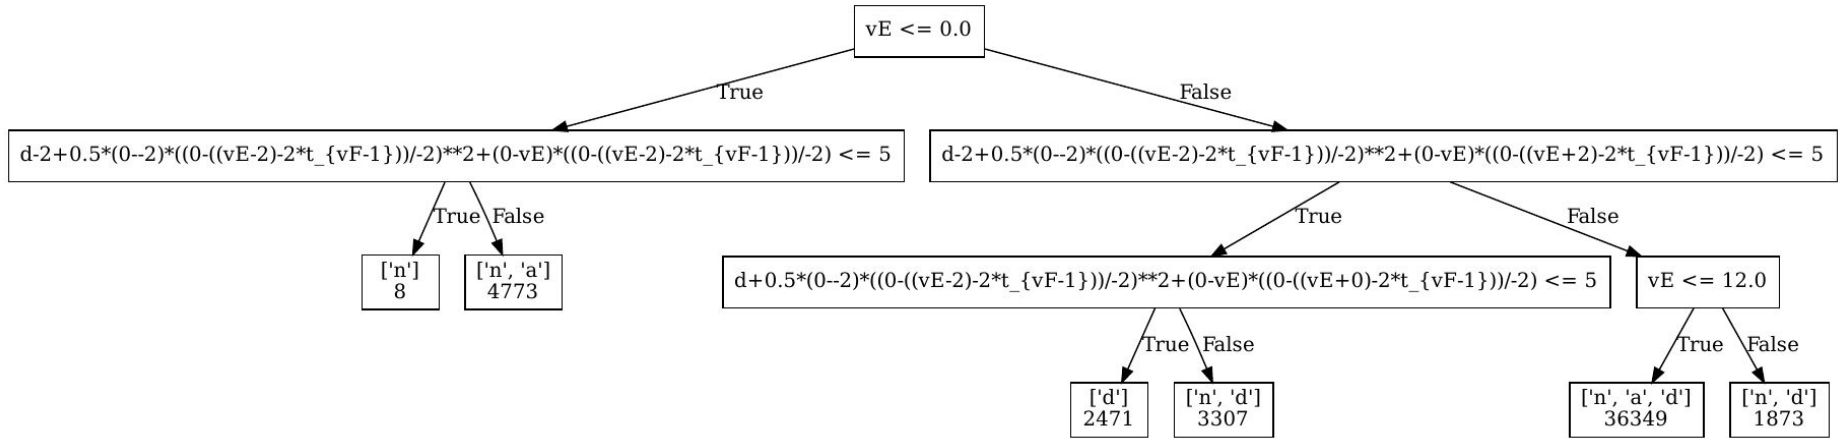 vE <= 0.0
True
False
d-2+0.5*(0--2)*((0-((vE-2)-2*t_{vF-1}))/-2)**2+(0-vE)*((0-((vE-2)-2*t_{vF-1}))/-2) <= 5
d-2+0.5*(0--2)*((0-((vE-2)-2*t_{vF-1}))/-2)**2+(0-vE)*((0-((vE+2)-2*t_{vF-1}))/-2) <= 5
True
False
True
False
['n']
8
['n', 'a']
4773
d+0.5*(0--2)*((0-((vE-2)-2*t_{vF-1}))/-2)**2+(0-vE)*((0-((vE+0)-2*t_{vF-1}))/-2) <= 5
vE <= 12.0
True
False
True
False
['d']
2471
['n', 'd']
3307
['n', 'a', 'd']
36349
['n', 'd']
1873